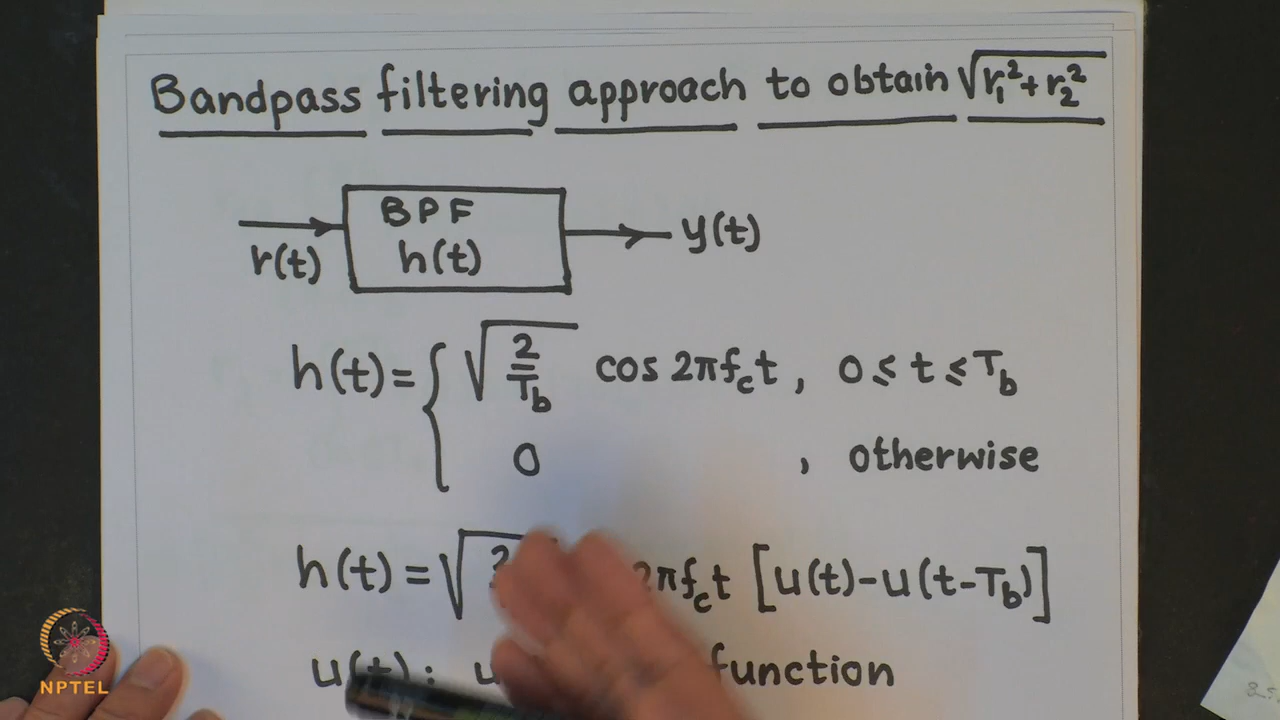 Bandpass filtering approach to obtain √r₁²+r₂²
BPF
h(t)
r(t)
y(t)
h(t)= { √2/T_b cos 2πf_c t, 0 ≤ t ≤ T_b
0 , otherwise
h(t)=√ 2πf_c t [u(t)-u(t-T_b)]
u(t): function
NPTEL